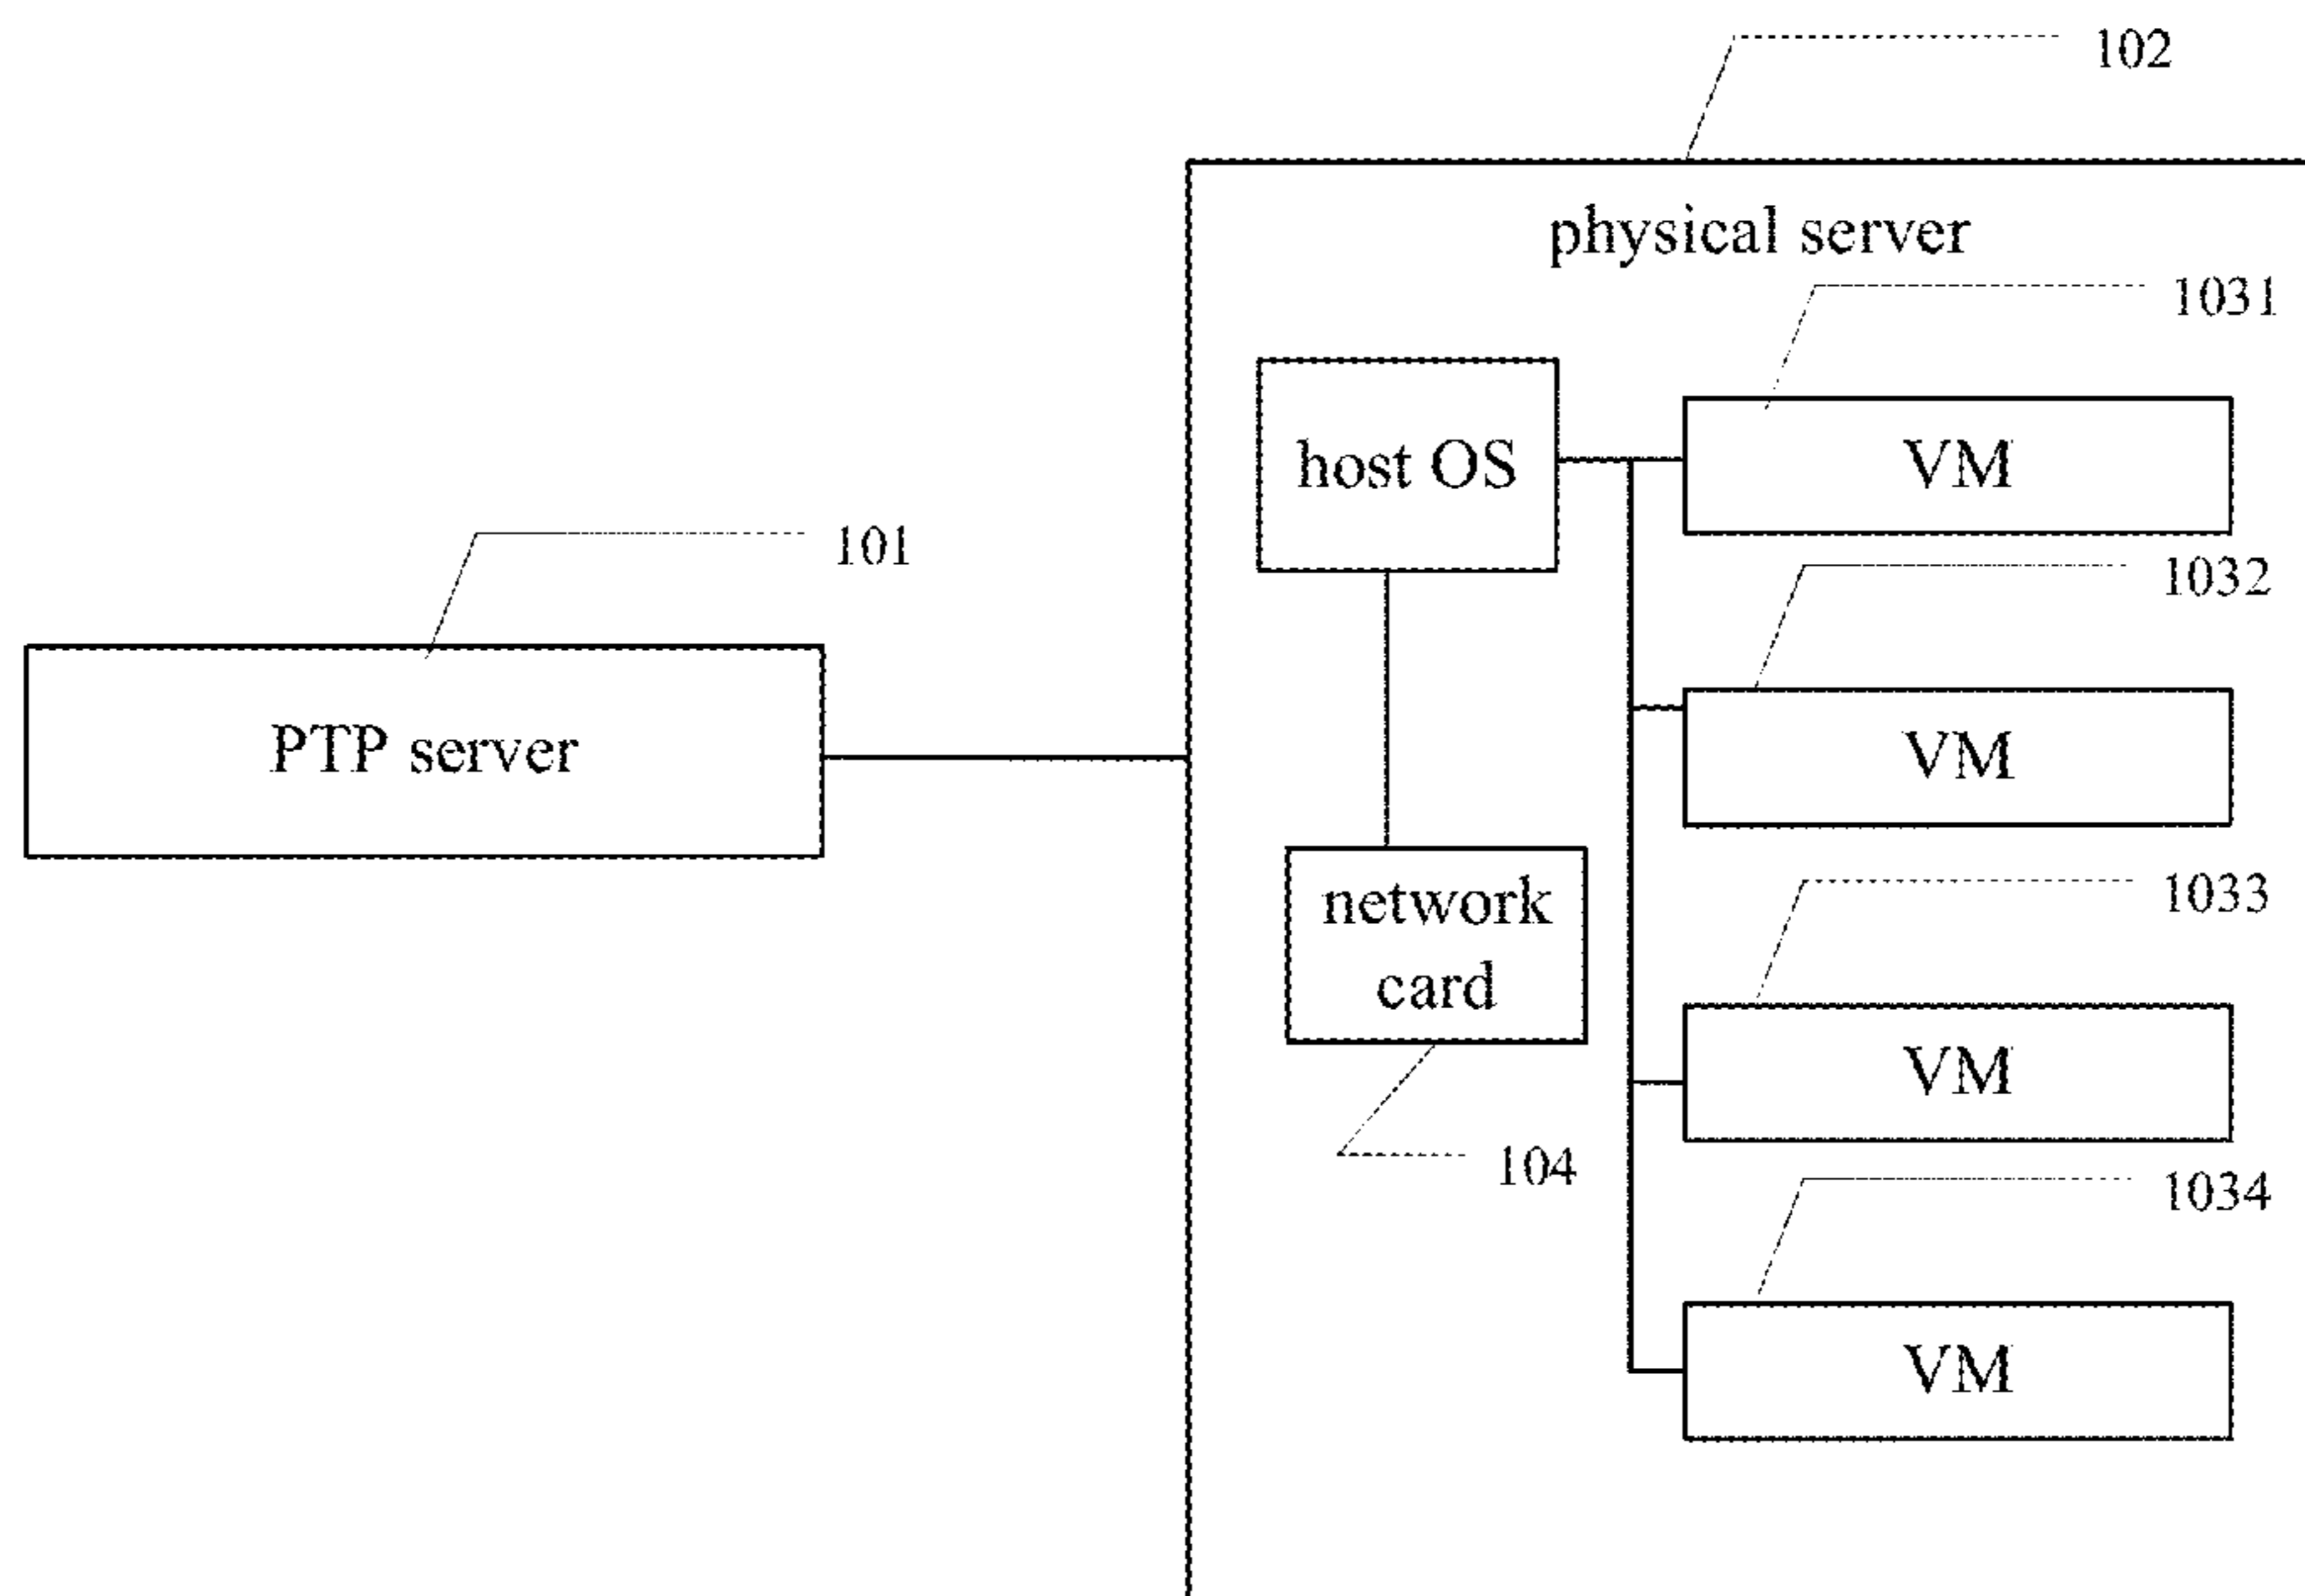 102
physical server
1031
host OS
VM
101
1032
PTP server
VM
network
card
1033
VM
104
1034
VM